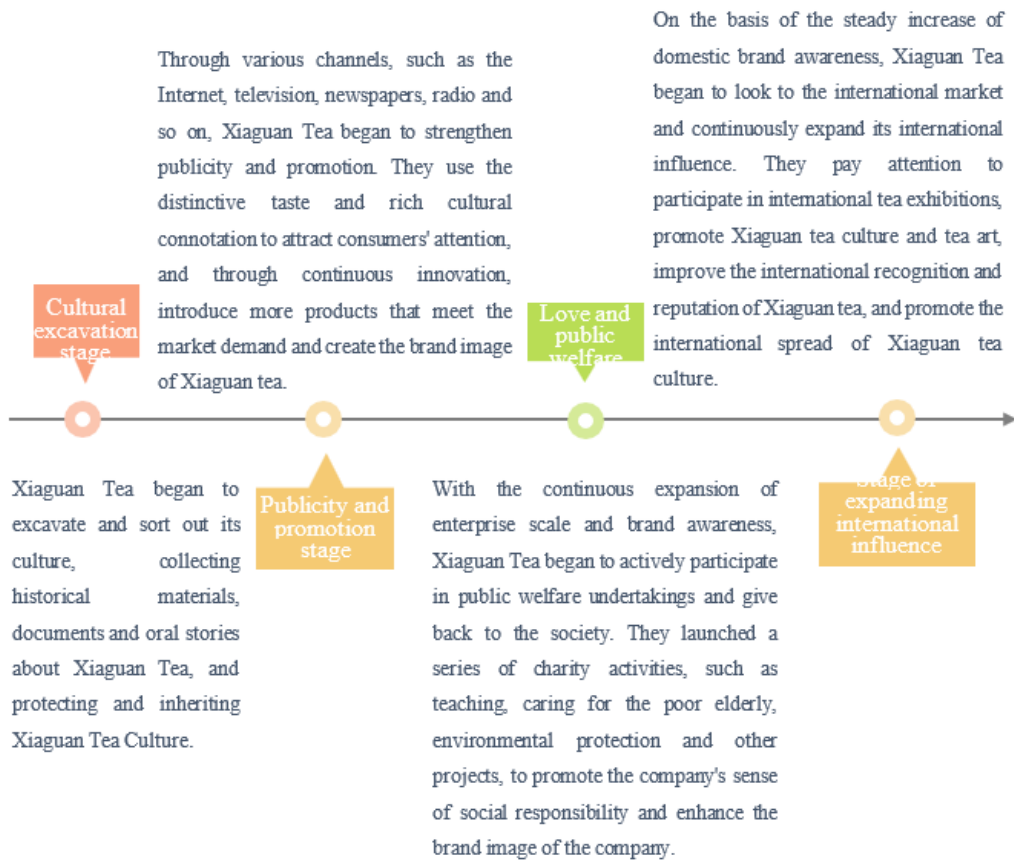 Cultural
excavation
stage
Xiaguan Tea began to
excavate and sort out its
culture, collecting
historical materials,
documents and oral stories
about Xiaguan Tea, and
protecting and inheriting
Xiaguan Tea Culture.
Through various channels, such as the
Internet, television, newspapers, radio and
so on, Xiaguan Tea began to strengthen
publicity and promotion. They use the
distinctive taste and rich cultural
connotation to attract consumers' attention,
and through continuous innovation,
introduce more products that meet the
market demand and create the brand image
of Xiaguan tea.
Publicity and
promotion
stage
Love and
public
welfare
With the continuous expansion of
enterprise scale and brand awareness,
Xiaguan Tea began to actively participate
in public welfare undertakings and give
back to the society. They launched a
series of charity activities, such as
teaching, caring for the poor elderly,
environmental protection and other
projects, to promote the company's sense
of social responsibility and enhance the
brand image of the company.
On the basis of the steady increase of
domestic brand awareness, Xiaguan Tea
began to look to the international market
and continuously expand its international
influence. They pay attention to
participate in international tea exhibitions,
promote Xiaguan tea culture and tea art,
improve the international recognition and
reputation of Xiaguan tea, and promote the
international spread of Xiaguan tea
culture.
Stage of
expanding
international
influence